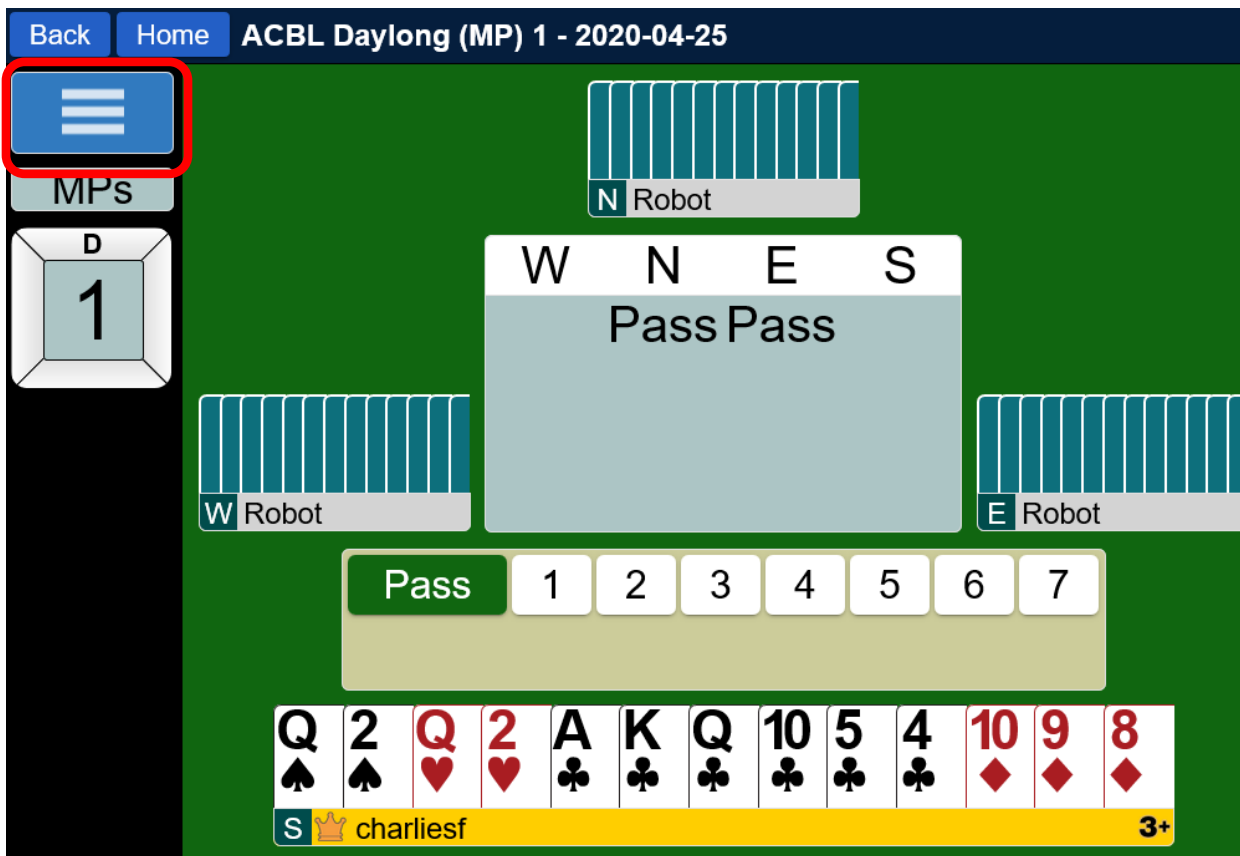 Back Home ACBL Daylong (MP) 1 - 2020-04-25
MPs
D
1
N Robot
W N E S
Pass Pass
W Robot
E Robot
Pass 1 2 3 4 5 6 7
Q 2 Q 2 A K Q 10 5 4 10 9 8
♠ ♠ ♥ ♥ ♣ ♣ ♣ ♣ ♣ ♣ ♦ ♦ ♦
S charliesf 3+